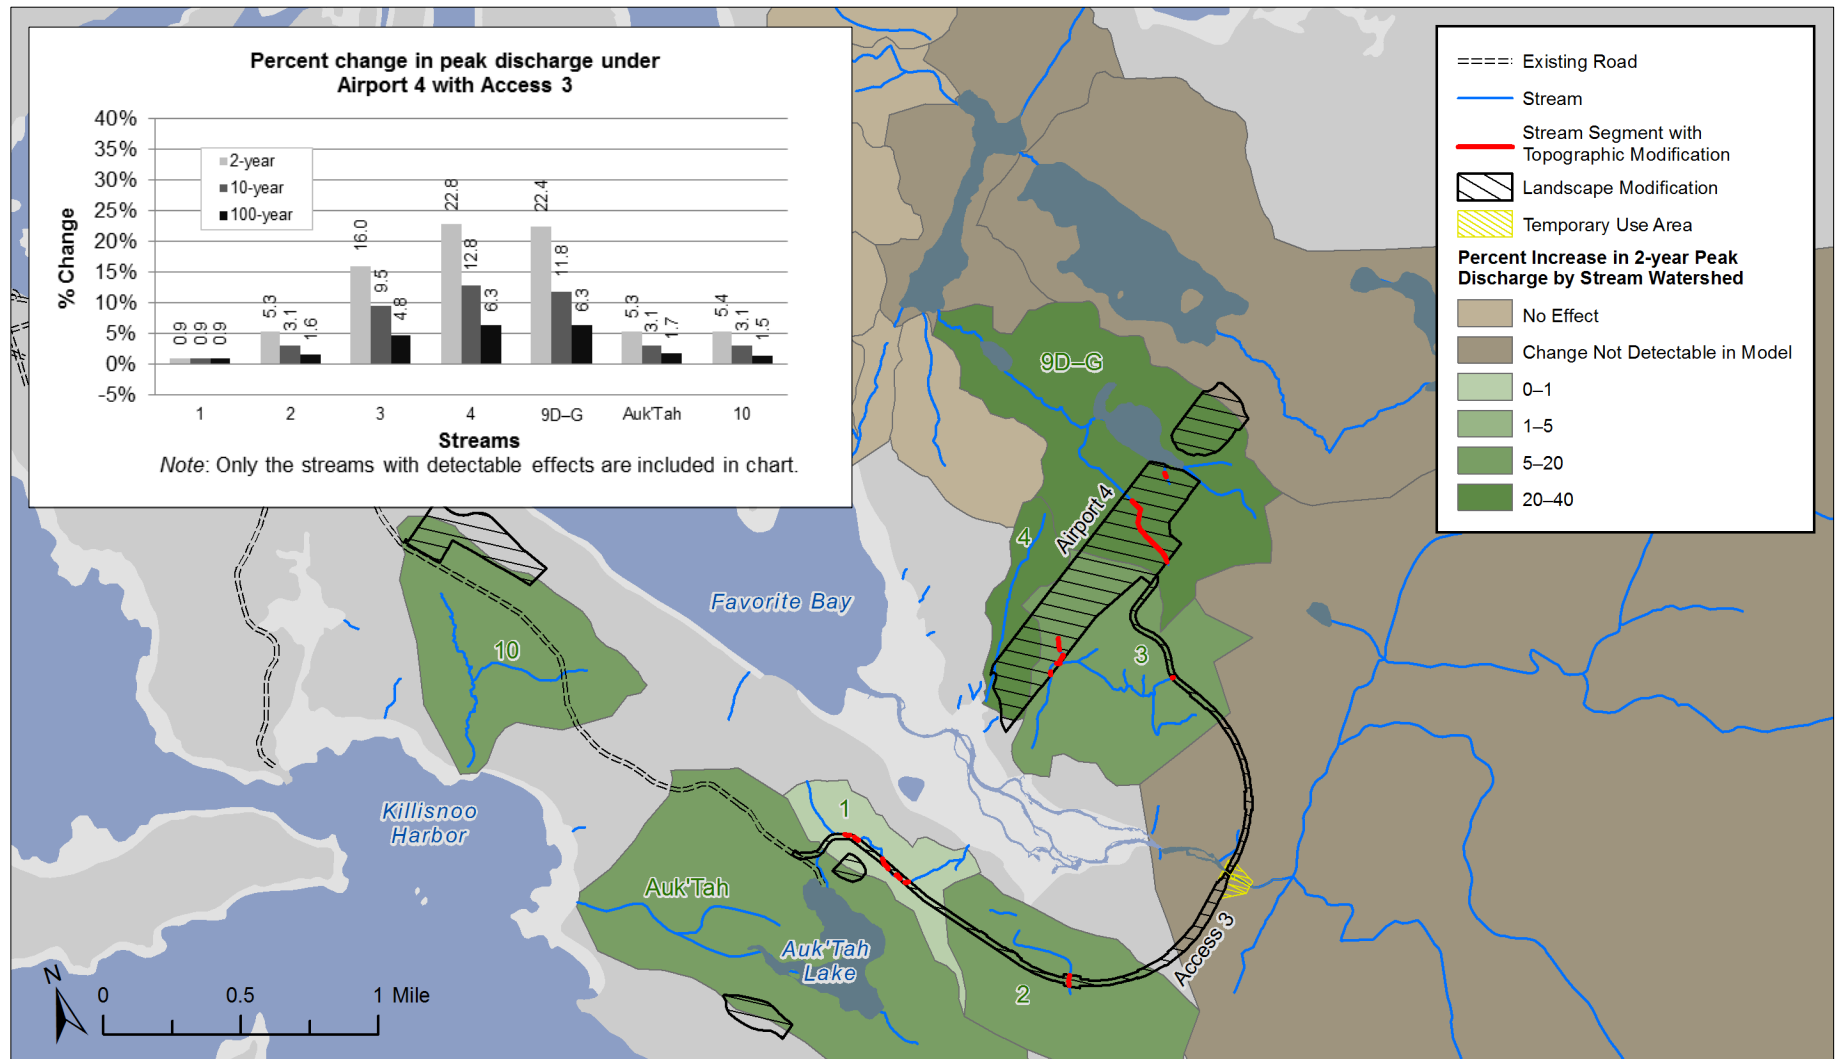 Percent change in peak discharge under
Airport 4 with Access 3
40%
35%
30%
25%
20%
15%
10%
5%
0%
-5%
% Change
2-year
10-year
100-year
0.9
0.9
0.9
5.3
3.1
1.6
16.0
9.5
4.8
22.8
12.8
6.3
22.4
11.8
6.3
5.3
3.1
1.7
5.4
3.1
1.5
1
2
3
4
9D–G
Auk'Tah
10
Streams
Note: Only the streams with detectable effects are included in chart.
Existing Road
Stream
Stream Segment with
Topographic Modification
Landscape Modification
Temporary Use Area
Percent Increase in 2-year Peak
Discharge by Stream Watershed
No Effect
Change Not Detectable in Model
0–1
1–5
5–20
20–40
9D–G
Airport 4
4
Favorite Bay
10
3
Killisnoo
Harbor
1
Auk'Tah
Auk'Tah
Lake
Access 3
2
N
0
0.5
1 Mile